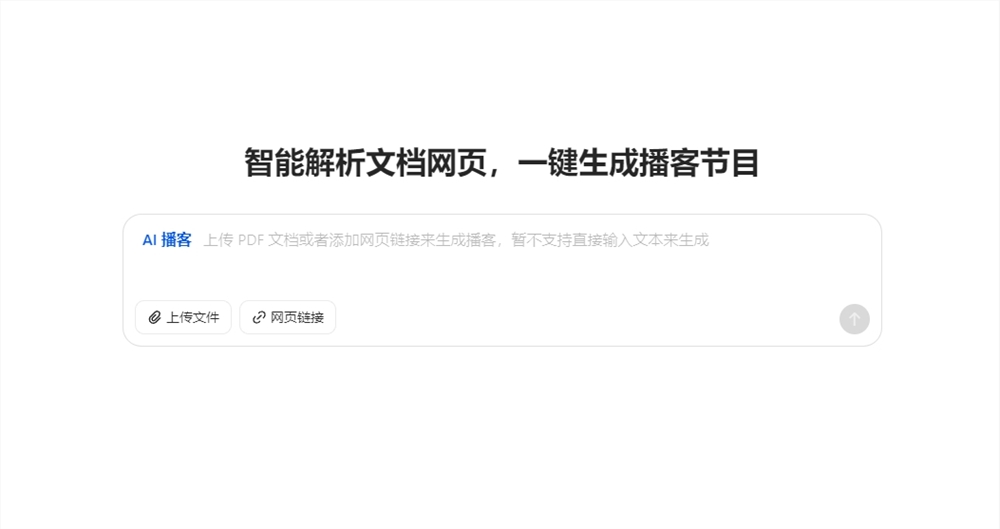 智能解析文档网页，一键生成播客节目
AI 播客 上传 PDF 文档或者添加网页链接来生成播客，暂不支持直接输入文本来生成
上传文件 网页链接